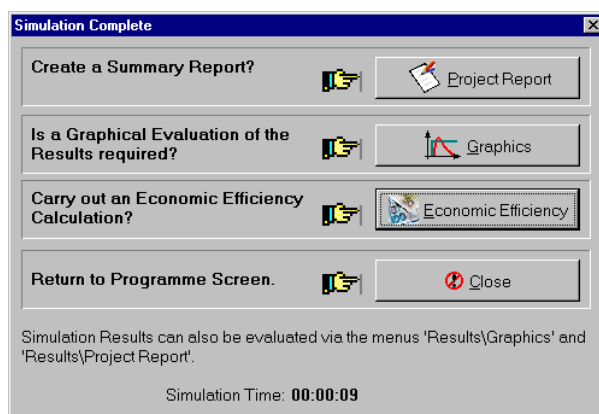 Simulation Complete
Create a Summary Report?
Project Report
Is a Graphical Evaluation of the
Results required?
Graphics
Carry out an Economic Efficiency
Calculation?
Economic Efficiency
Return to Programme Screen.
Close
Simulation Results can also be evaluated via the menus 'Results\Graphics' and
'Results\Project Report'.
Simulation Time: 00:00:09